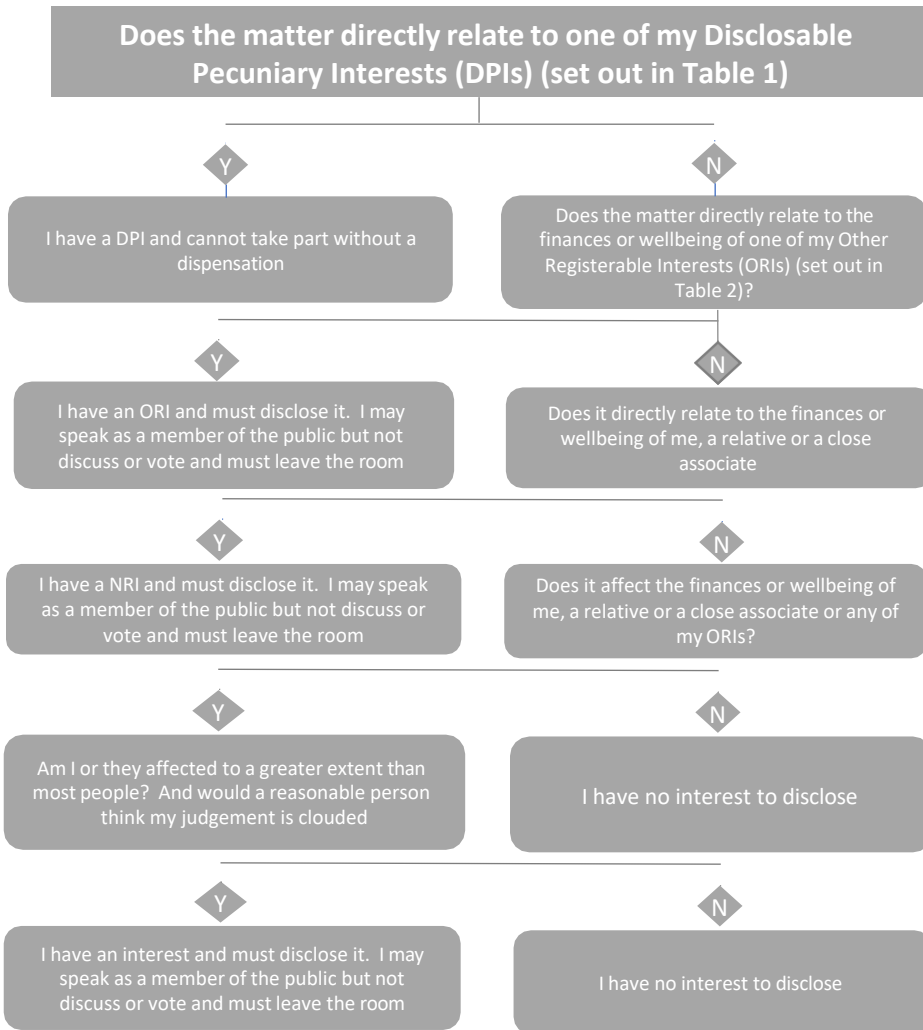 Does the matter directly relate to one of my Disclosable
Pecuniary Interests (DPIs) (set out in Table 1)
Y
N
I have a DPI and cannot take part without a
dispensation
Does the matter directly relate to the
finances or wellbeing of one of my Other
Registerable Interests (ORIs) (set out in
Table 2)?
Y
N
I have an ORI and must disclose it. I may
speak as a member of the public but not
discuss or vote and must leave the room
Does it directly relate to the finances or
wellbeing of me, a relative or a close
associate
Y
N
I have a NRI and must disclose it. I may speak
as a member of the public but not discuss or
vote and must leave the room
Does it affect the finances or wellbeing of
me, a relative or a close associate or any of
my ORIs?
Y
N
Am I or they affected to a greater extent than
most people? And would a reasonable person
think my judgement is clouded
I have no interest to disclose
Y
N
I have an interest and must disclose it. I may
speak as a member of the public but not
discuss or vote and must leave the room
I have no interest to disclose